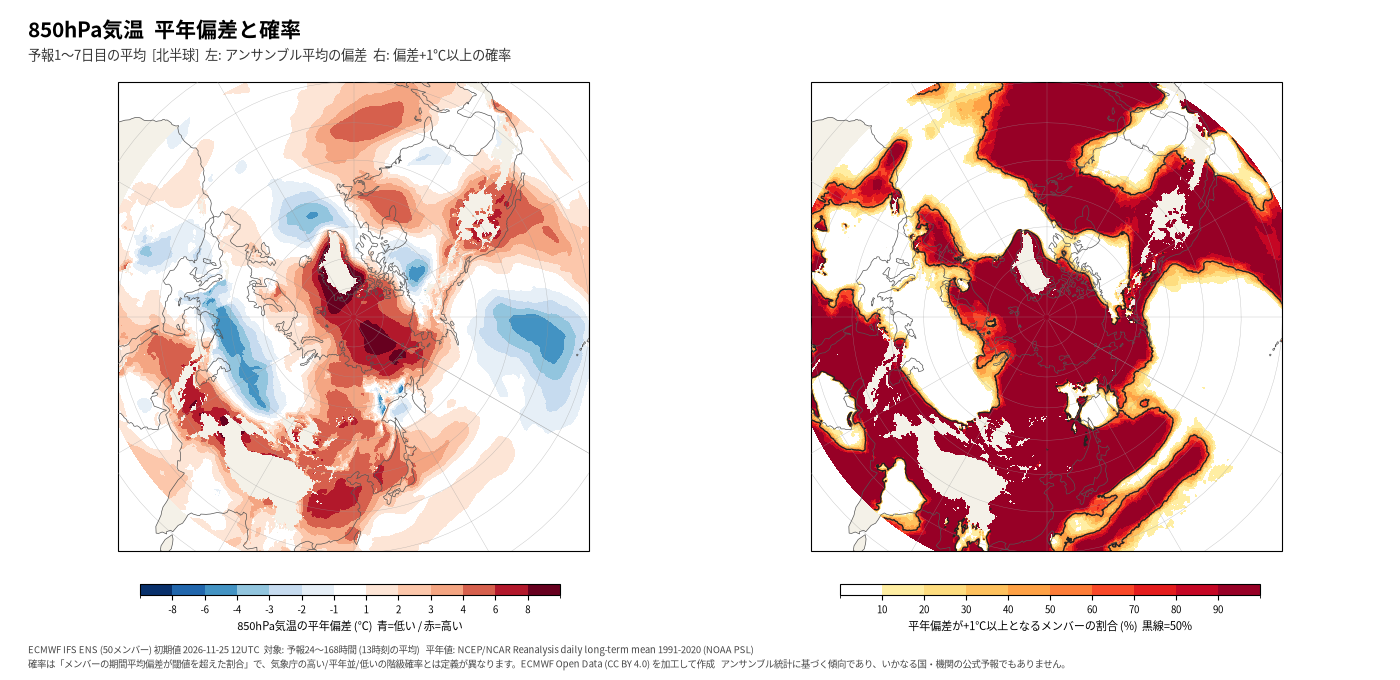 850hPa気温 平年偏差と確率
予報1〜7日目の平均 [北半球] 左: アンサンブル平均の偏差 右: 偏差+1℃以上の確率
-8 -6 -4 -3 -2 -1 1 2 3 4 6 8
850hPa気温の平年偏差 (℃) 青=低い / 赤=高い
10 20 30 40 50 60 70 80 90
平年偏差が+1℃以上となるメンバーの割合 (%) 黒線=50%
ECMWF IFS ENS (50メンバー) 初期値 2026-11-25 12UTC 対象: 予報24〜168時間 (13時刻の平均) 平年値: NCEP/NCAR Reanalysis daily long-term mean 1991-2020 (NOAA PSL)
確率は「メンバーの期間平均偏差が閾値を超えた割合」で、気象庁の高い/平年並/低いの階級確率とは定義が異なります。ECMWF Open Data (CC BY 4.0) を加工して作成 アンサンブル統計に基づく傾向であり、いかなる国・機関の公式予報でもありません。